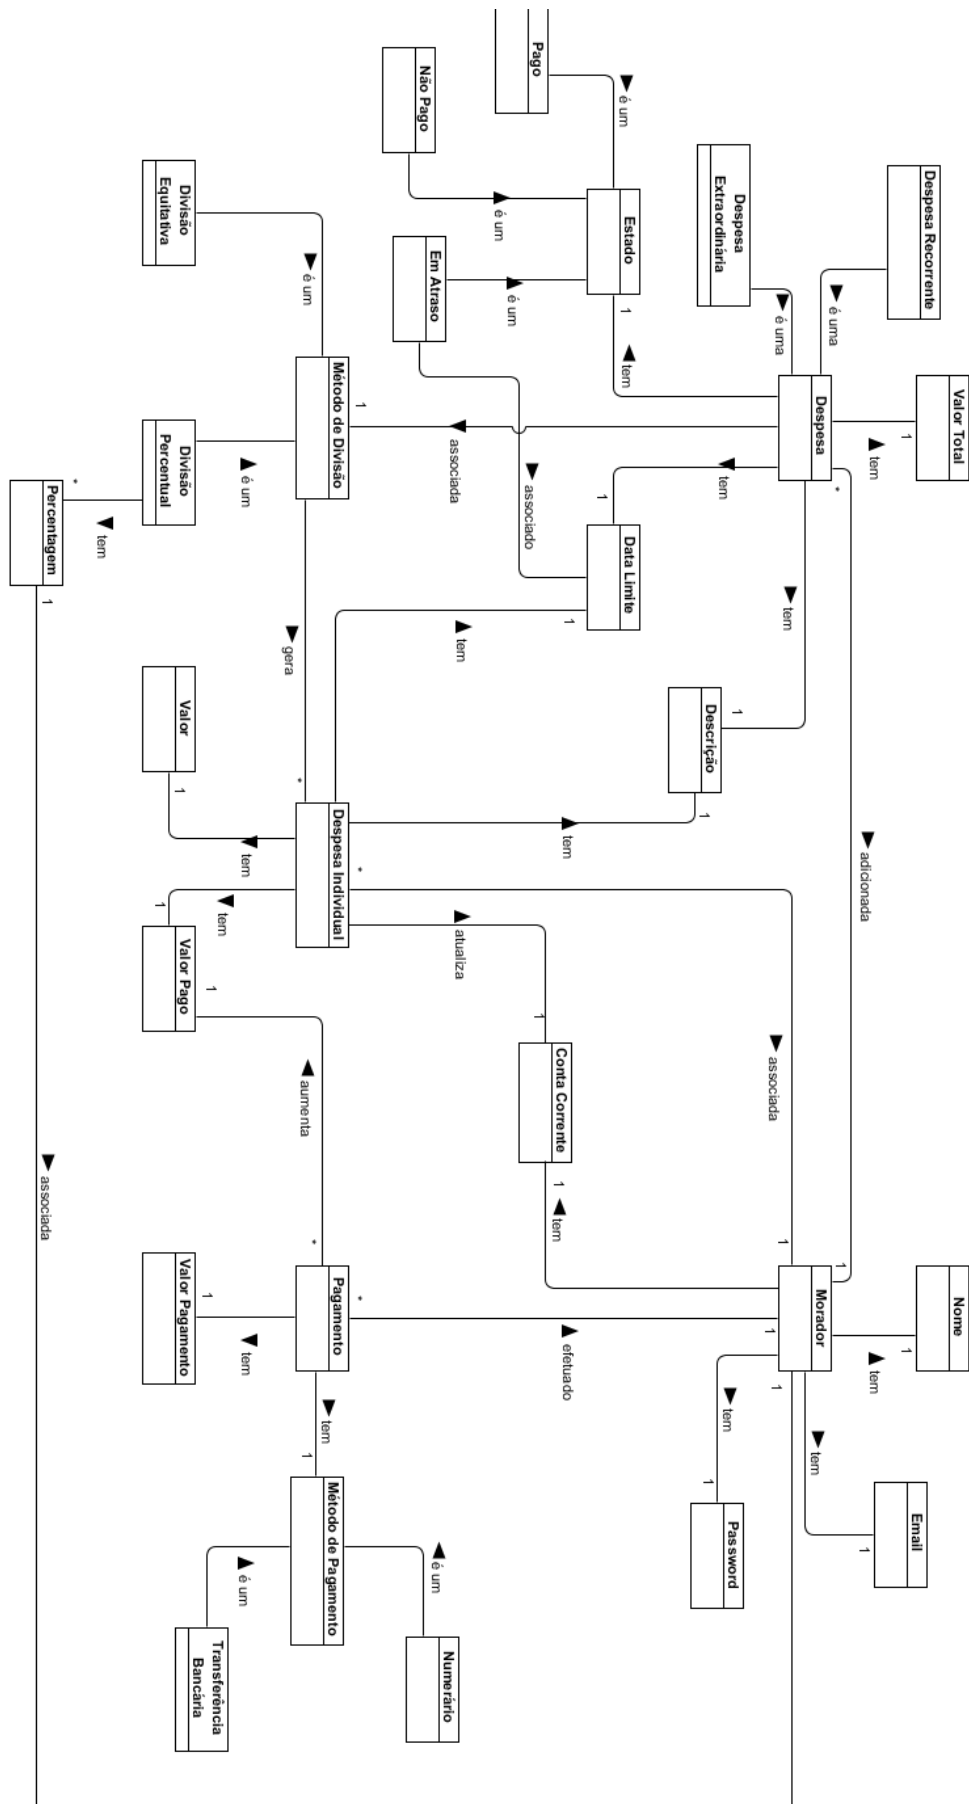 Valor Total
Nome
Despesa Recorrente
Email
1
1
tem
tem
1
adicionada
1
*
é uma
Despesa
Morador
tem
tem
é uma
1
associada
1
1
Despesa
Extraordinária
1
Password
tem
tem
Descrição
1
1
Estado
Data Limite
1
tem
é um
1
1
tem
efetuado
tem
Conta Corrente
1
Pago
1
associado
é um
é um
tem
atualiza
associada
Numerário
Em Atraso
é um
Não Pago
1
*
*
Método de Divisão
Despesa Individual
Pagamento
Método de Pagamento
*
*
tem
é um
gera
aumenta
1
tem
é um
tem
tem
é um
tem
1
1
Transferência
Bancária
Divisão
Equitativa
Divisão
Percentual
Valor
1
1
Valor Pago
Valor Pagamento
tem
*
Percentagem
1
associada